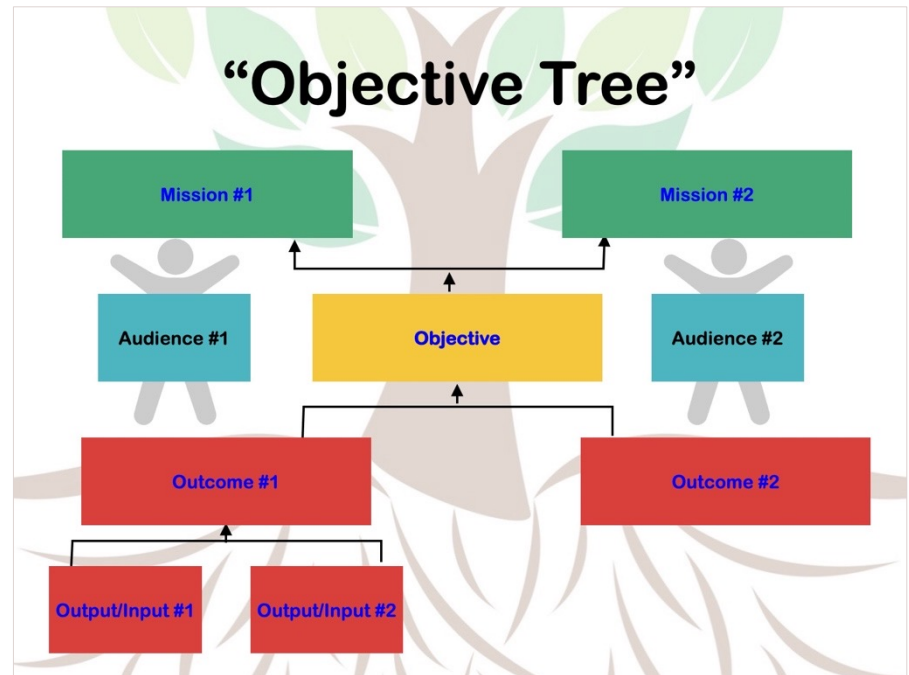 “Objective Tree”
Mission #1
Mission #2
Audience #1
Objective
Audience #2
Outcome #1
Outcome #2
Output/Input #1
Output/Input #2